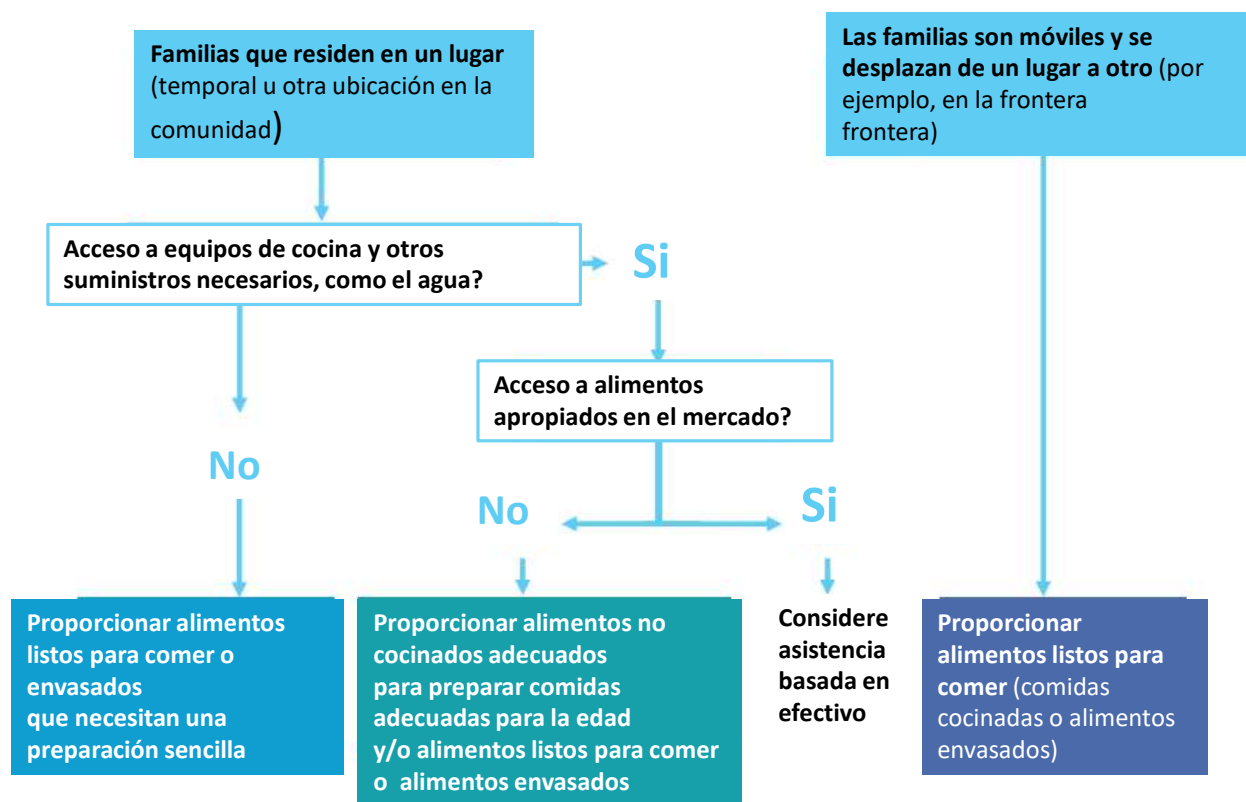 Familias que residen en un lugar
(temporal u otra ubicación en la
comunidad)
Las familias son móviles y se
desplazan de un lugar a otro (por
ejemplo, en la frontera
frontera)
Acceso a equipos de cocina y otros
suministros necesarios, como el agua?
Si
Acceso a alimentos
apropiados en el mercado?
No
No
Si
Proporcionar alimentos
listos para comer o
envasados
que necesitan una
preparación sencilla
Proporcionar alimentos no
cocinados adecuados
para preparar comidas
adecuadas para la edad
y/o alimentos listos para comer
o alimentos envasados
Considere
asistencia
basada en
efectivo
Proporcionar
alimentos listos para
comer (comidas
cocinadas o alimentos
envasados)